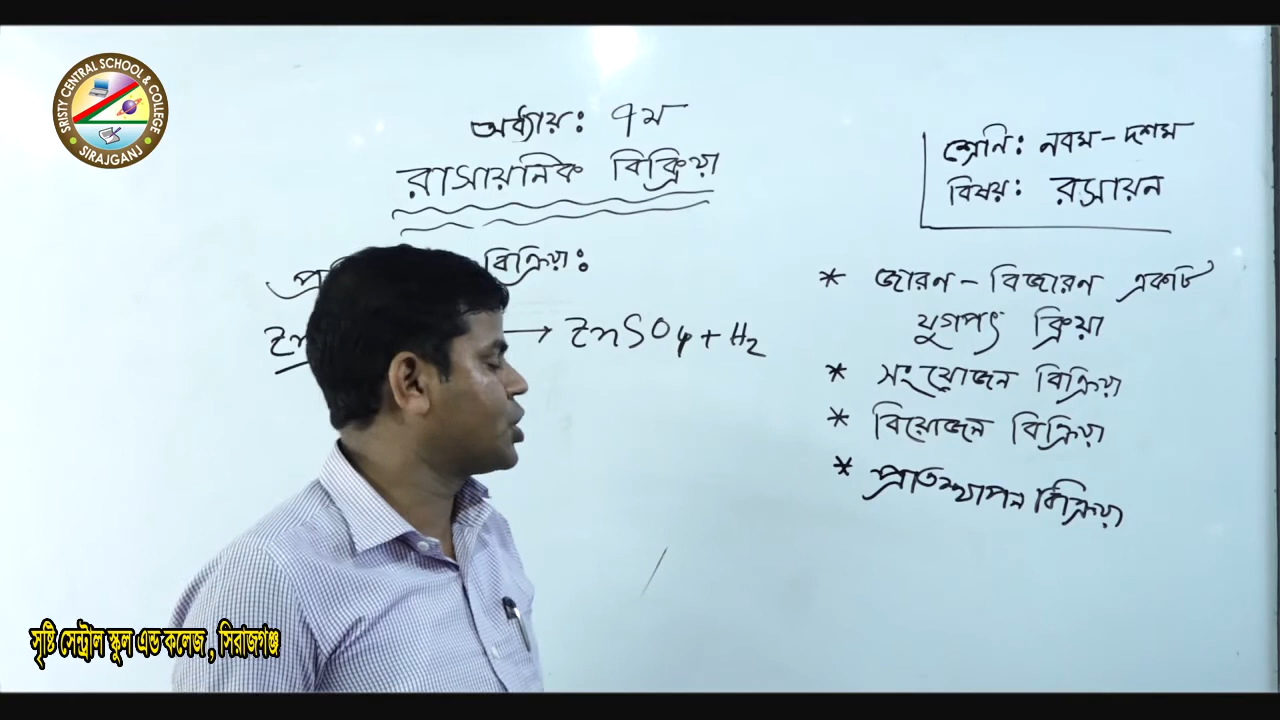 SRISTY CENTRAL SCHOOL & COLLEGE
SIRAJGANJ
অধ্যায়: ৭ম
রাসায়নিক বিক্রিয়া
শ্রেনি: নবম - দশম
বিষয়: রসায়ন
বিক্রিয়া:
→ ZnSO4 + H2
* জারন - বিজারন একটি
যুগপৎ ক্রিয়া
* সংযোজন বিক্রিয়া
* বিয়োজন বিক্রিয়া
* প্রতিস্থাপন বিক্রিয়া
সৃষ্টি সেন্ট্রাল স্কুল এন্ড কলেজ , সিরাজগঞ্জ